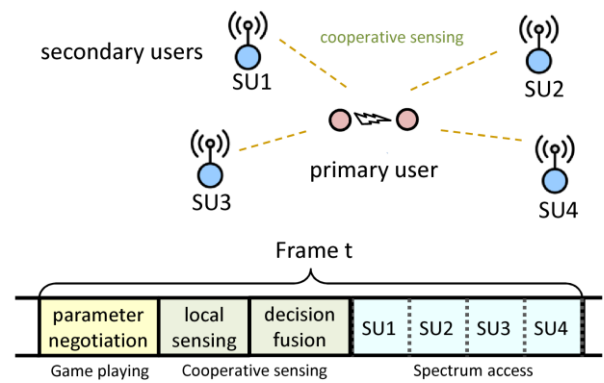 secondary users
cooperative sensing
SU1
SU2
primary user
SU3
SU4
Frame t
parameter negotiation
local sensing
decision fusion
SU1
SU2
SU3
SU4
Game playing
Cooperative sensing
Spectrum access